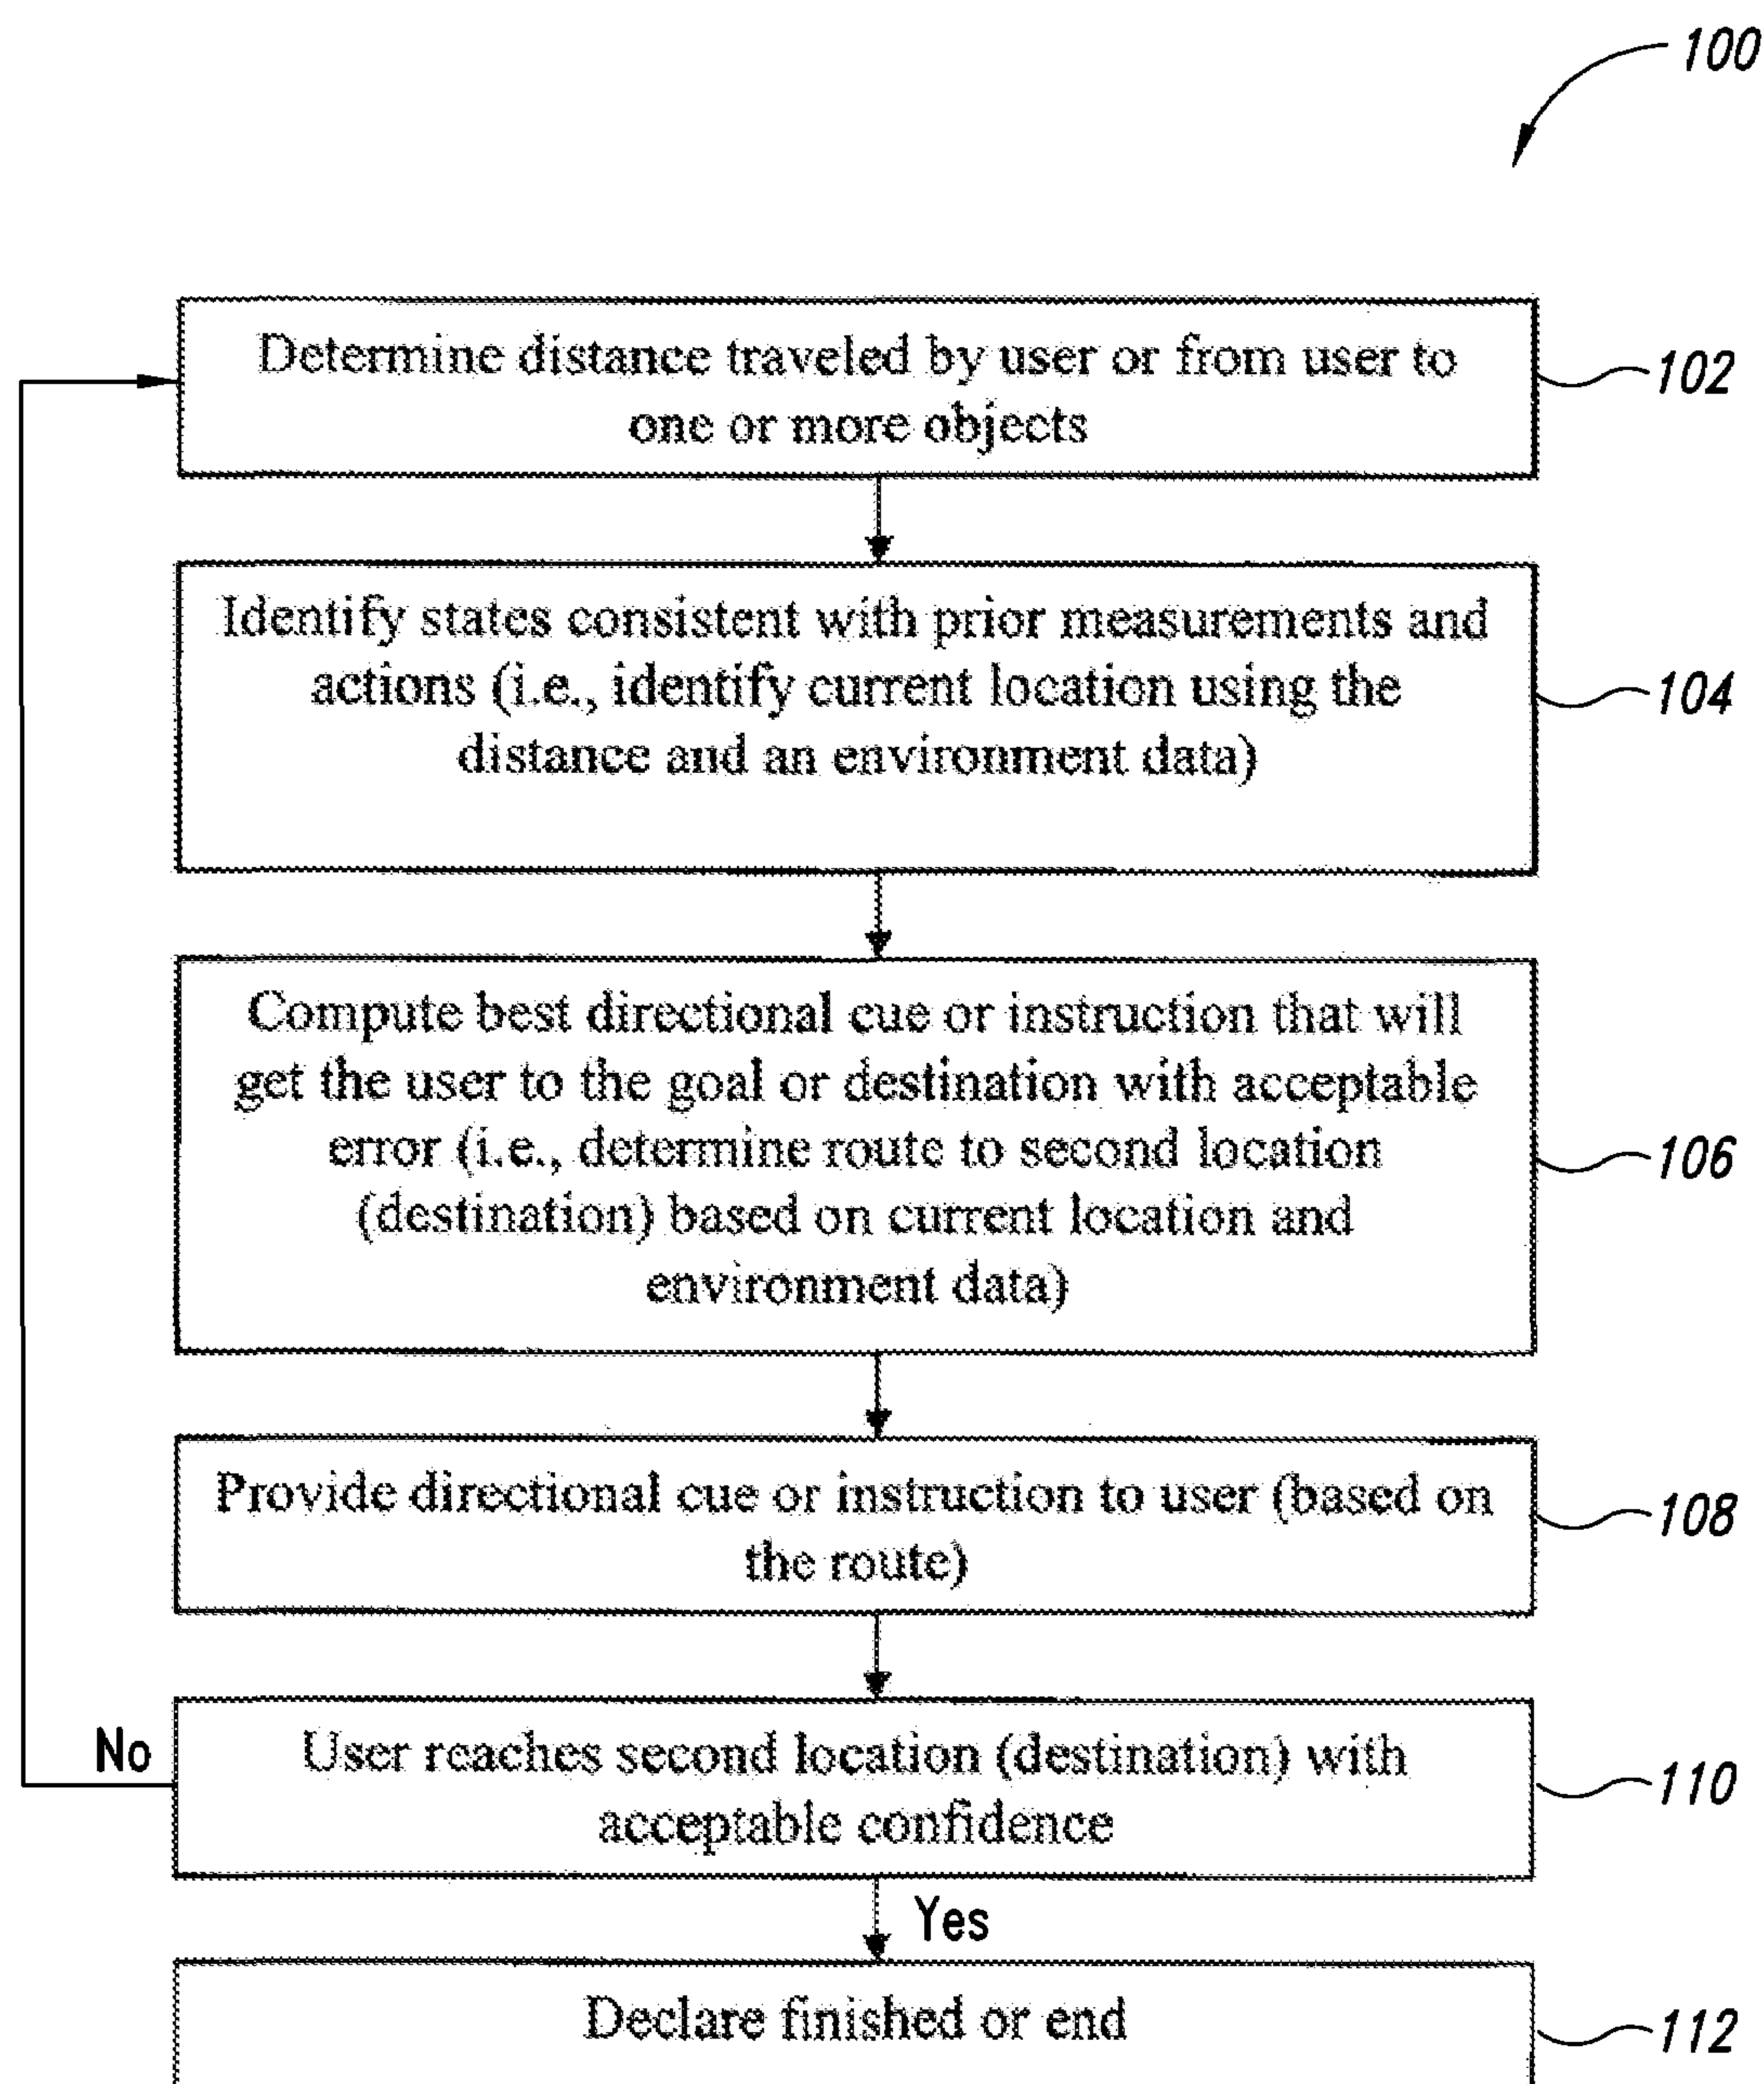 100
Determine distance traveled by user or from user to
one or more objects
102
Identify states consistent with prior measurements and
actions (i.e., identify current location using the
distance and an environment data)
104
Compute best directional cue or instruction that will
get the user to the goal or destination with acceptable
error (i.e., determine route to second location
(destination) based on current location and
environment data)
106
Provide directional cue or instruction to user (based on
the route)
108
No
User reaches second location (destination) with
acceptable confidence
110
Yes
Declare finished or end
112